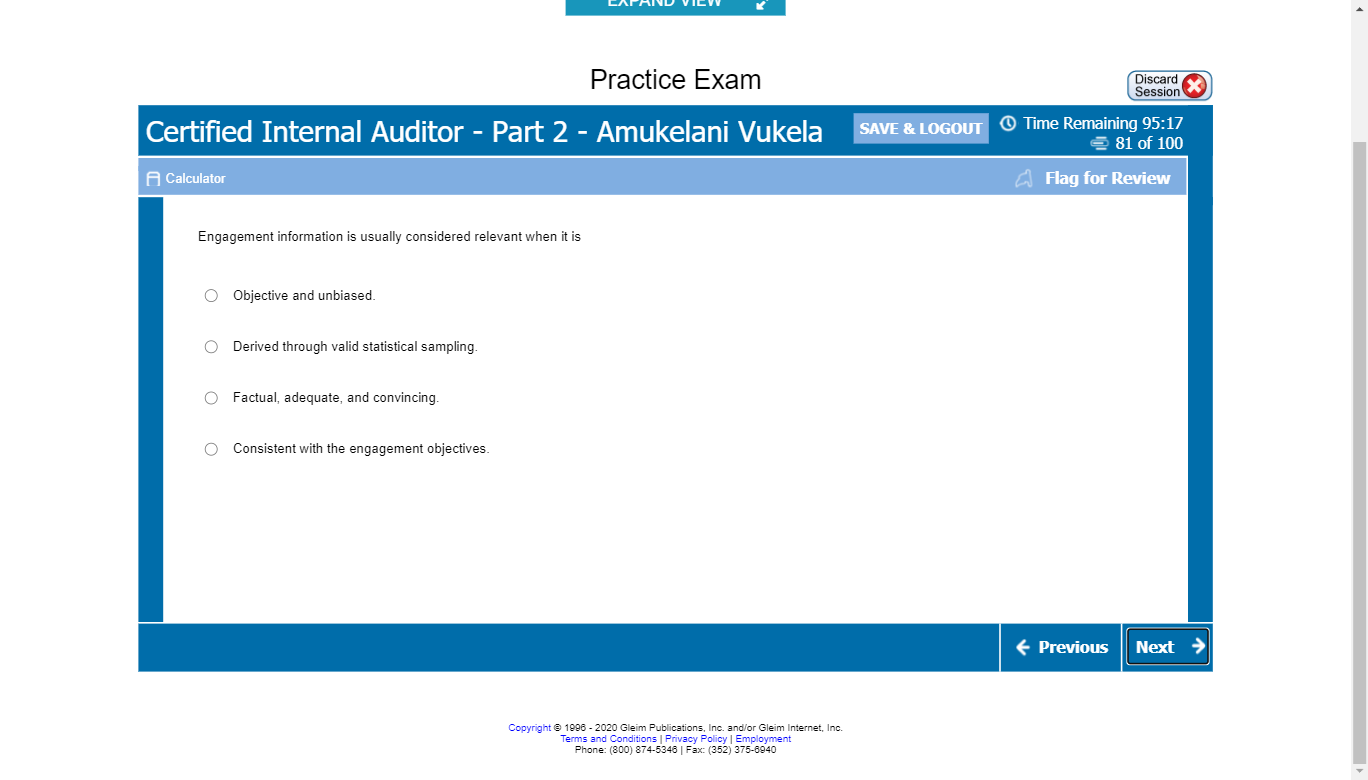 EXPAND VIEW
Practice Exam
Discard
Session
Certified Internal Auditor - Part 2 - Amukelani Vukela
SAVE & LOGOUT
Time Remaining 95:17
81 of 100
Calculator
Flag for Review
Engagement information is usually considered relevant when it is
Objective and unbiased.
Derived through valid statistical sampling.
Factual, adequate, and convincing.
Consistent with the engagement objectives.
Previous
Next
Copyright © 1996 - 2020 Gleim Publications, Inc. and/or Gleim Internet, Inc.
Terms and Conditions | Privacy Policy | Employment
Phone: (800) 874-5346 | Fax: (352) 375-6940